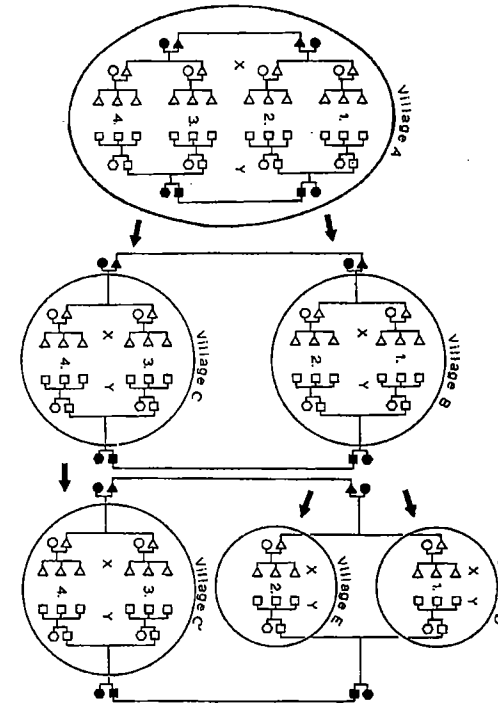 Village A
X
4.
3.
2.
1.
Y
Village C
X
4.
3.
Y
Village B
X
2.
1.
Y
Village C'
X
4.
3.
Y
Village E
X
2.
Y
X
1.
Y